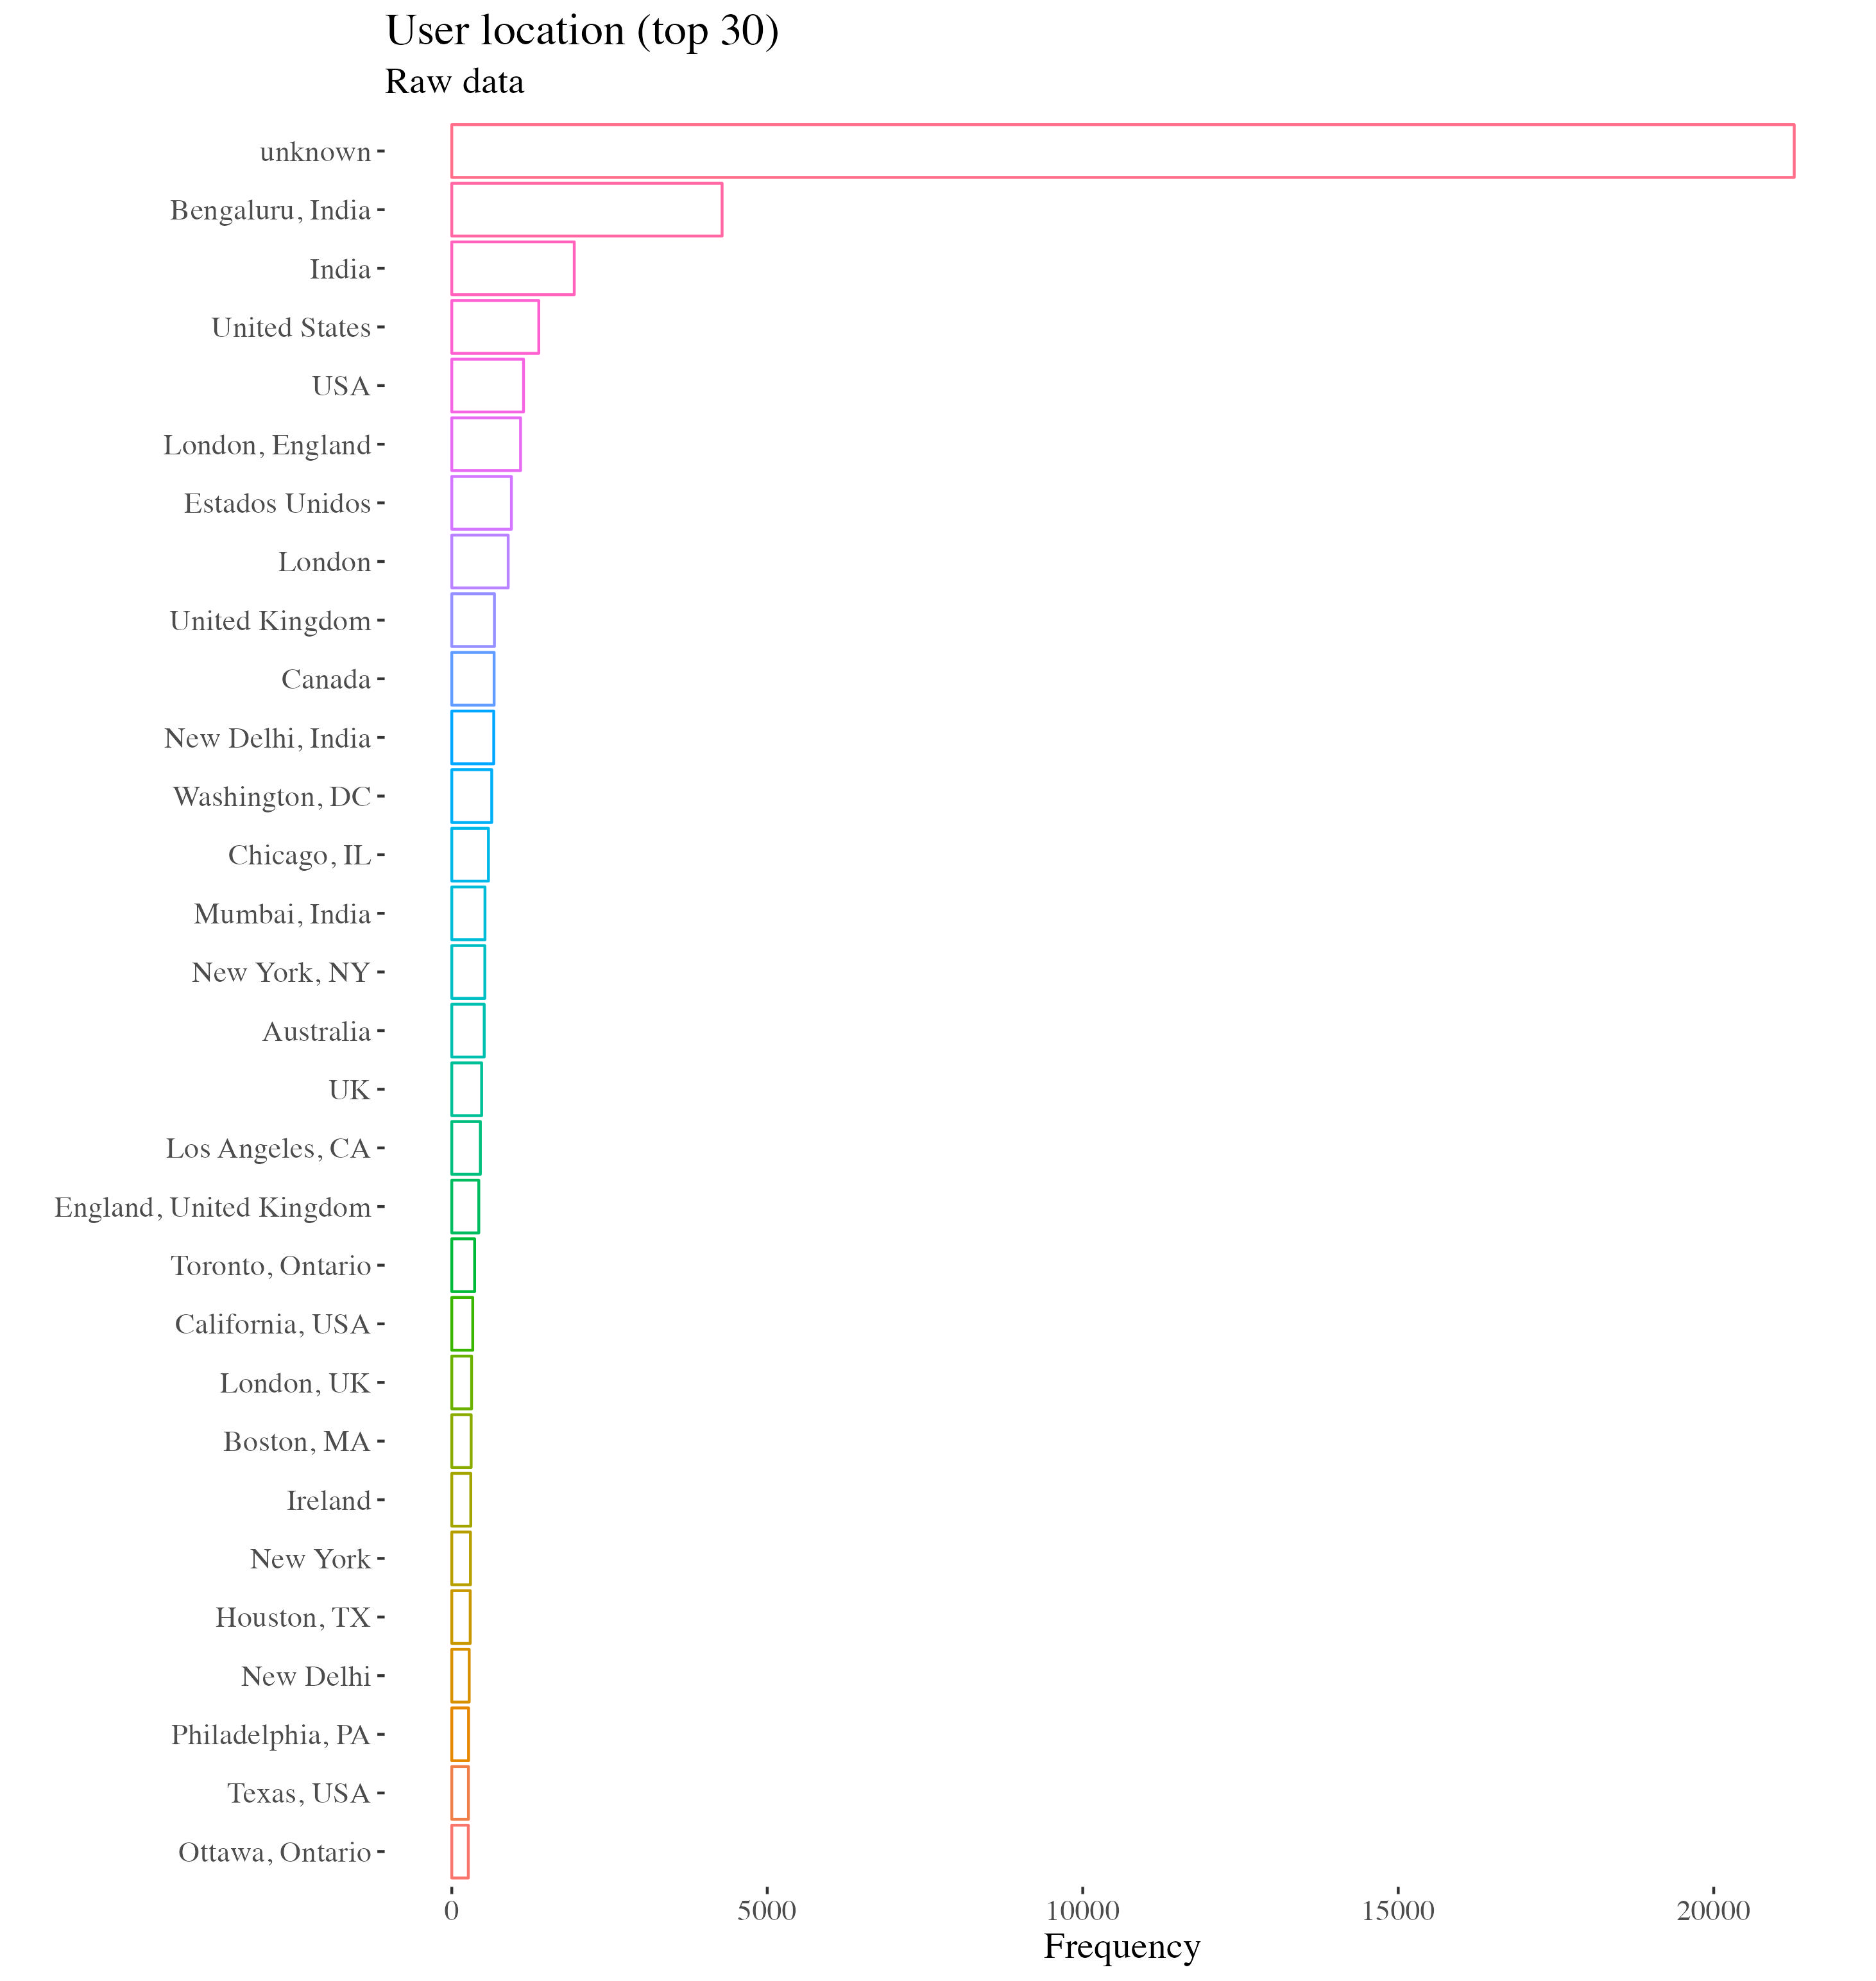 User location (top 30)
Raw data
unknown
Bengaluru, India
India
United States
USA
London, England
Estados Unidos
London
United Kingdom
Canada
New Delhi, India
Washington, DC
Chicago, IL
Mumbai, India
New York, NY
Australia
UK
Los Angeles, CA
England, United Kingdom
Toronto, Ontario
California, USA
London, UK
Boston, MA
Ireland
New York
Houston, TX
New Delhi
Philadelphia, PA
Texas, USA
Ottawa, Ontario
0 5000 10000 15000 20000
Frequency